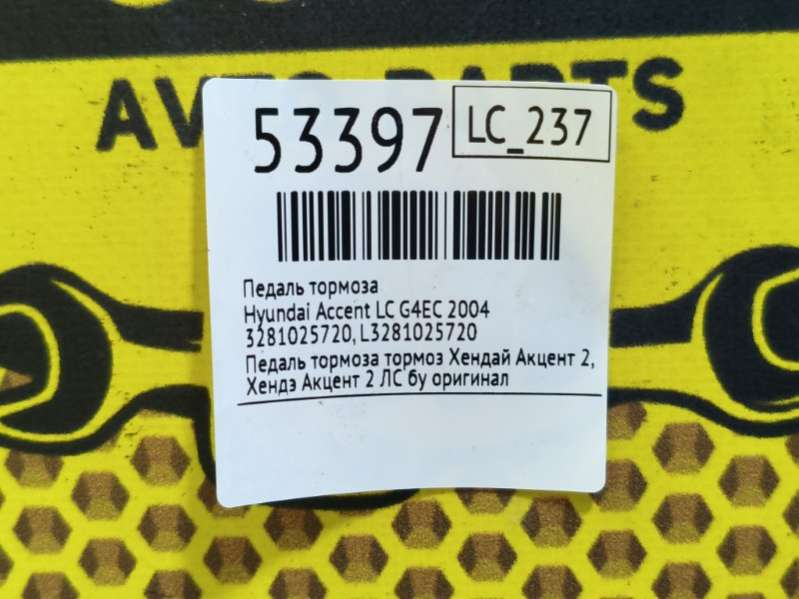 AVTO PARTS
53397
LC_237
Педаль тормоза
Hyundai Accent LC G4EC 2004
3281025720, L3281025720
Педаль тормоза тормоз Хендай Акцент 2,
Хендэ Акцент 2 ЛС бу оригинал